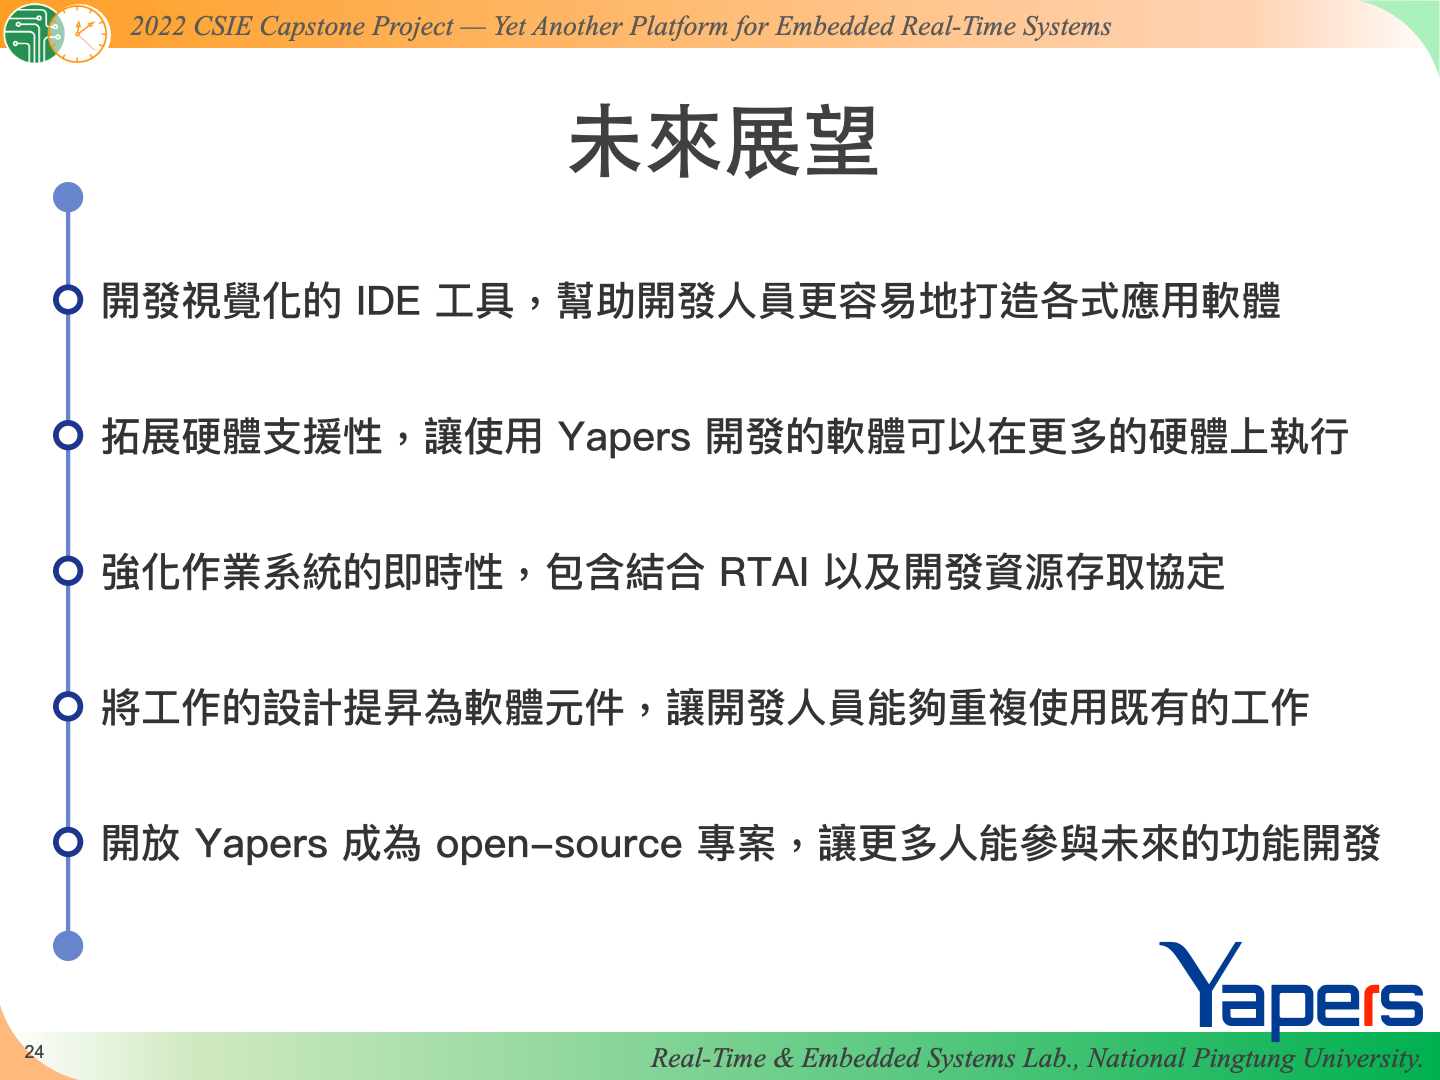 2022 CSIE Capstone Project — Yet Another Platform for Embedded Real-Time Systems
未來展望
開發視覺化的 IDE 工具，幫助開發人員更容易地打造各式應用軟體
拓展硬體支援性，讓使用 Yapers 開發的軟體可以在更多的硬體上執行
強化作業系統的即時性，包含結合 RTAI 以及開發資源存取協定
將工作的設計提昇為軟體元件，讓開發人員能夠重複使用既有的工作
開放 Yapers 成為 open-source 專案，讓更多人能參與未來的功能開發
Yapers
24
Real-Time & Embedded Systems Lab., National Pingtung University.